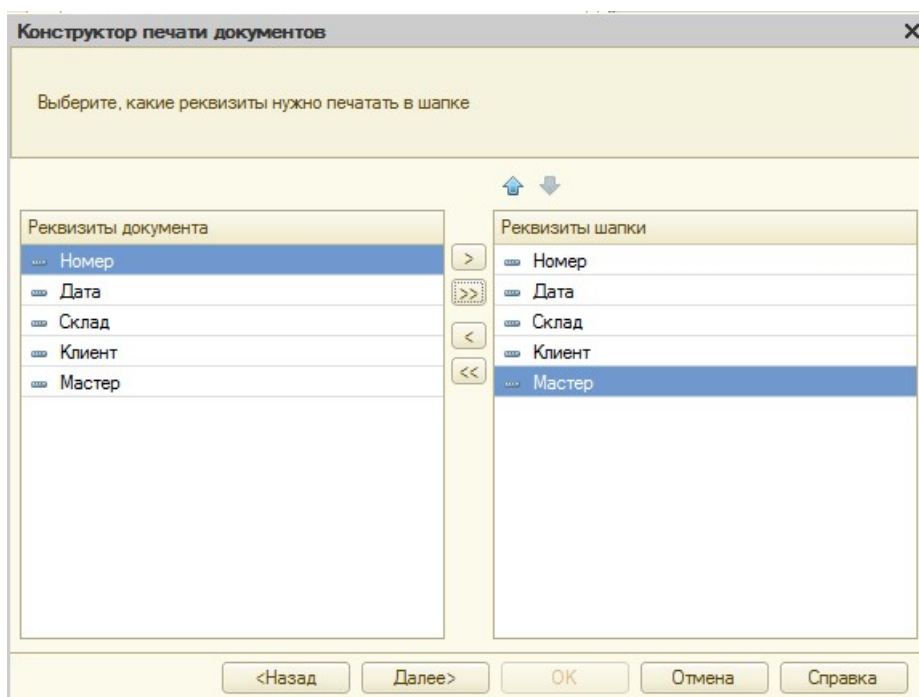 Конструктор печати документов
Выберите, какие реквизиты нужно печатать в шапке
Реквизиты документа
Номер
Дата
Склад
Клиент
Мастер
>
>>
<
<<
Реквизиты шапки
Номер
Дата
Склад
Клиент
Мастер
<Назад Далее> OK Отмена Справка